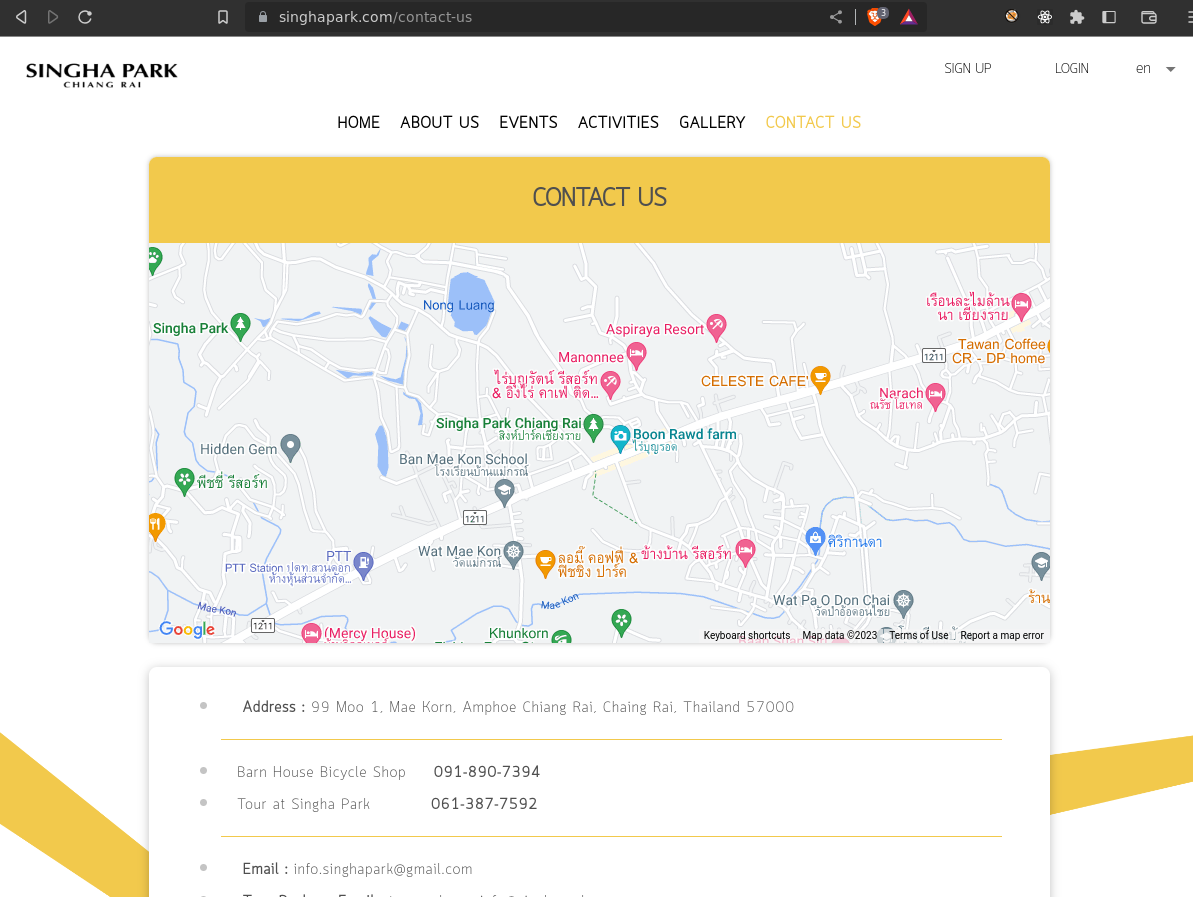 singhapark.com/contact-us
3
SINGHA PARK
CHIANG RAI
SIGN UP
LOGIN
en
HOME
ABOUT US
EVENTS
ACTIVITIES
GALLERY
CONTACT US
CONTACT US
Nong Luang
Singha Park
Aspiraya Resort
เรือนละไมล้าน
นา เชียงราย
Manonnee
Tawan Coffee
CR - DP home
1211
ไร่บุญรัตน์ รีสอร์ท
& อิงไร่ คาเฟ่ ติด...
CELESTE CAFE'
Narach
ณรัช โฮเทล
Singha Park Chiang Rai
สิงห์ปาร์คเชียงราย
Boon Rawd farm
ไร่บุญรอด
Hidden Gem
Ban Mae Kon School
โรงเรียนบ้านแม่กรณ์
พีชชี่ รีสอร์ท
1211
PTT
PTT Station ปตท.สวนดอก
ห้างหุ้นส่วนจำกัด...
Wat Mae Kon
วัดแม่กรณ์
ลอมี๊ คอฟฟี่ &
ฟิชชิ่ง ปาร์ค
ข้างบ้าน รีสอร์ท
ศิริกานดา
Wat Pa O Don Chai
วัดป่าอ้อดอนไชย
ร้าน
Mae Kon
Mae Kon
1211
Google
(Mercy House)
Khunkorn
Keyboard shortcuts
Map data ©2023
Terms of Use
Report a map error
Address : 99 Moo 1, Mae Korn, Amphoe Chiang Rai, Chaing Rai, Thailand 57000
Barn House Bicycle Shop 091-890-7394
Tour at Singha Park 061-387-7592
Email : info.singhapark@gmail.com